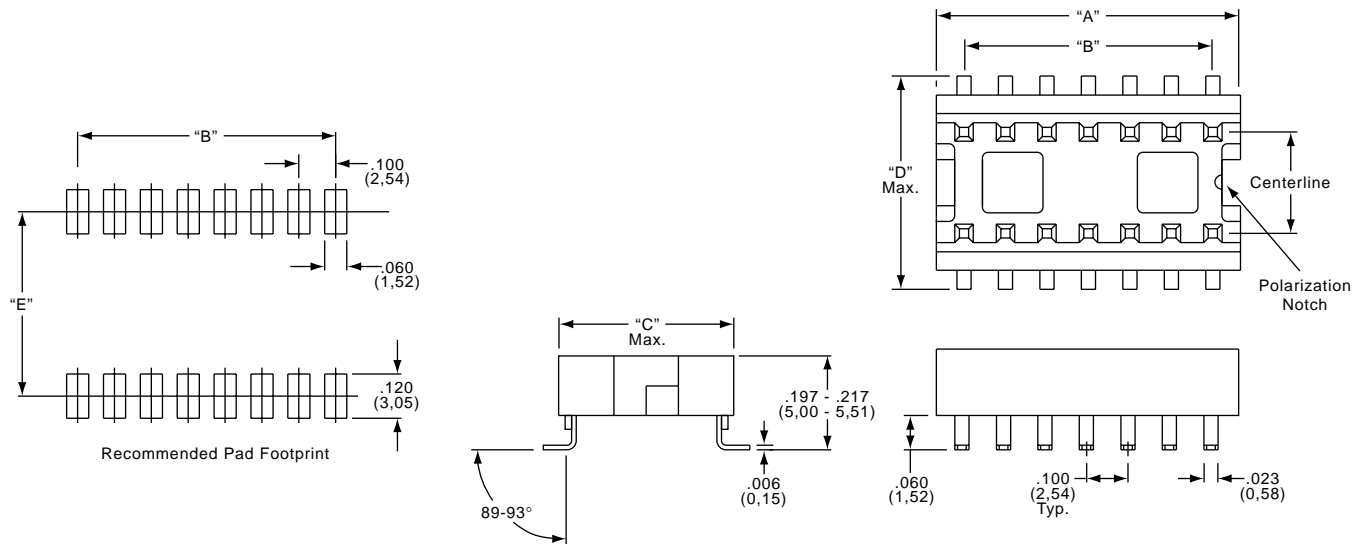 “B”
.100
(2,54)
“E”
.060
(1,52)
.120
(3,05)
Recommended Pad Footprint
“C”
Max.
.197 - .217
(5,00 - 5,51)
.006
(0,15)
89-93°
“A”
“B”
“D”
Max.
Centerline
Polarization
Notch
.060
(1,52)
.100
(2,54)
Typ.
.023
(0,58)